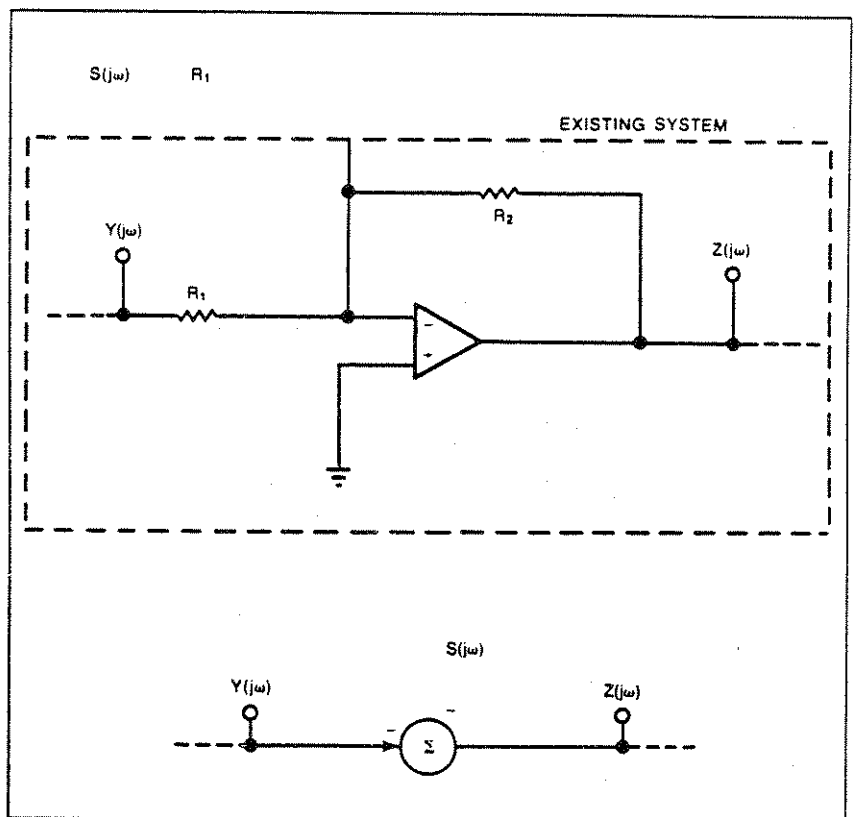 S(jω) R₁
EXISTING SYSTEM
R₂
Y(jω)
Z(jω)
R₁
−
+
S(jω)
Y(jω)
Z(jω)
−
−
Σ